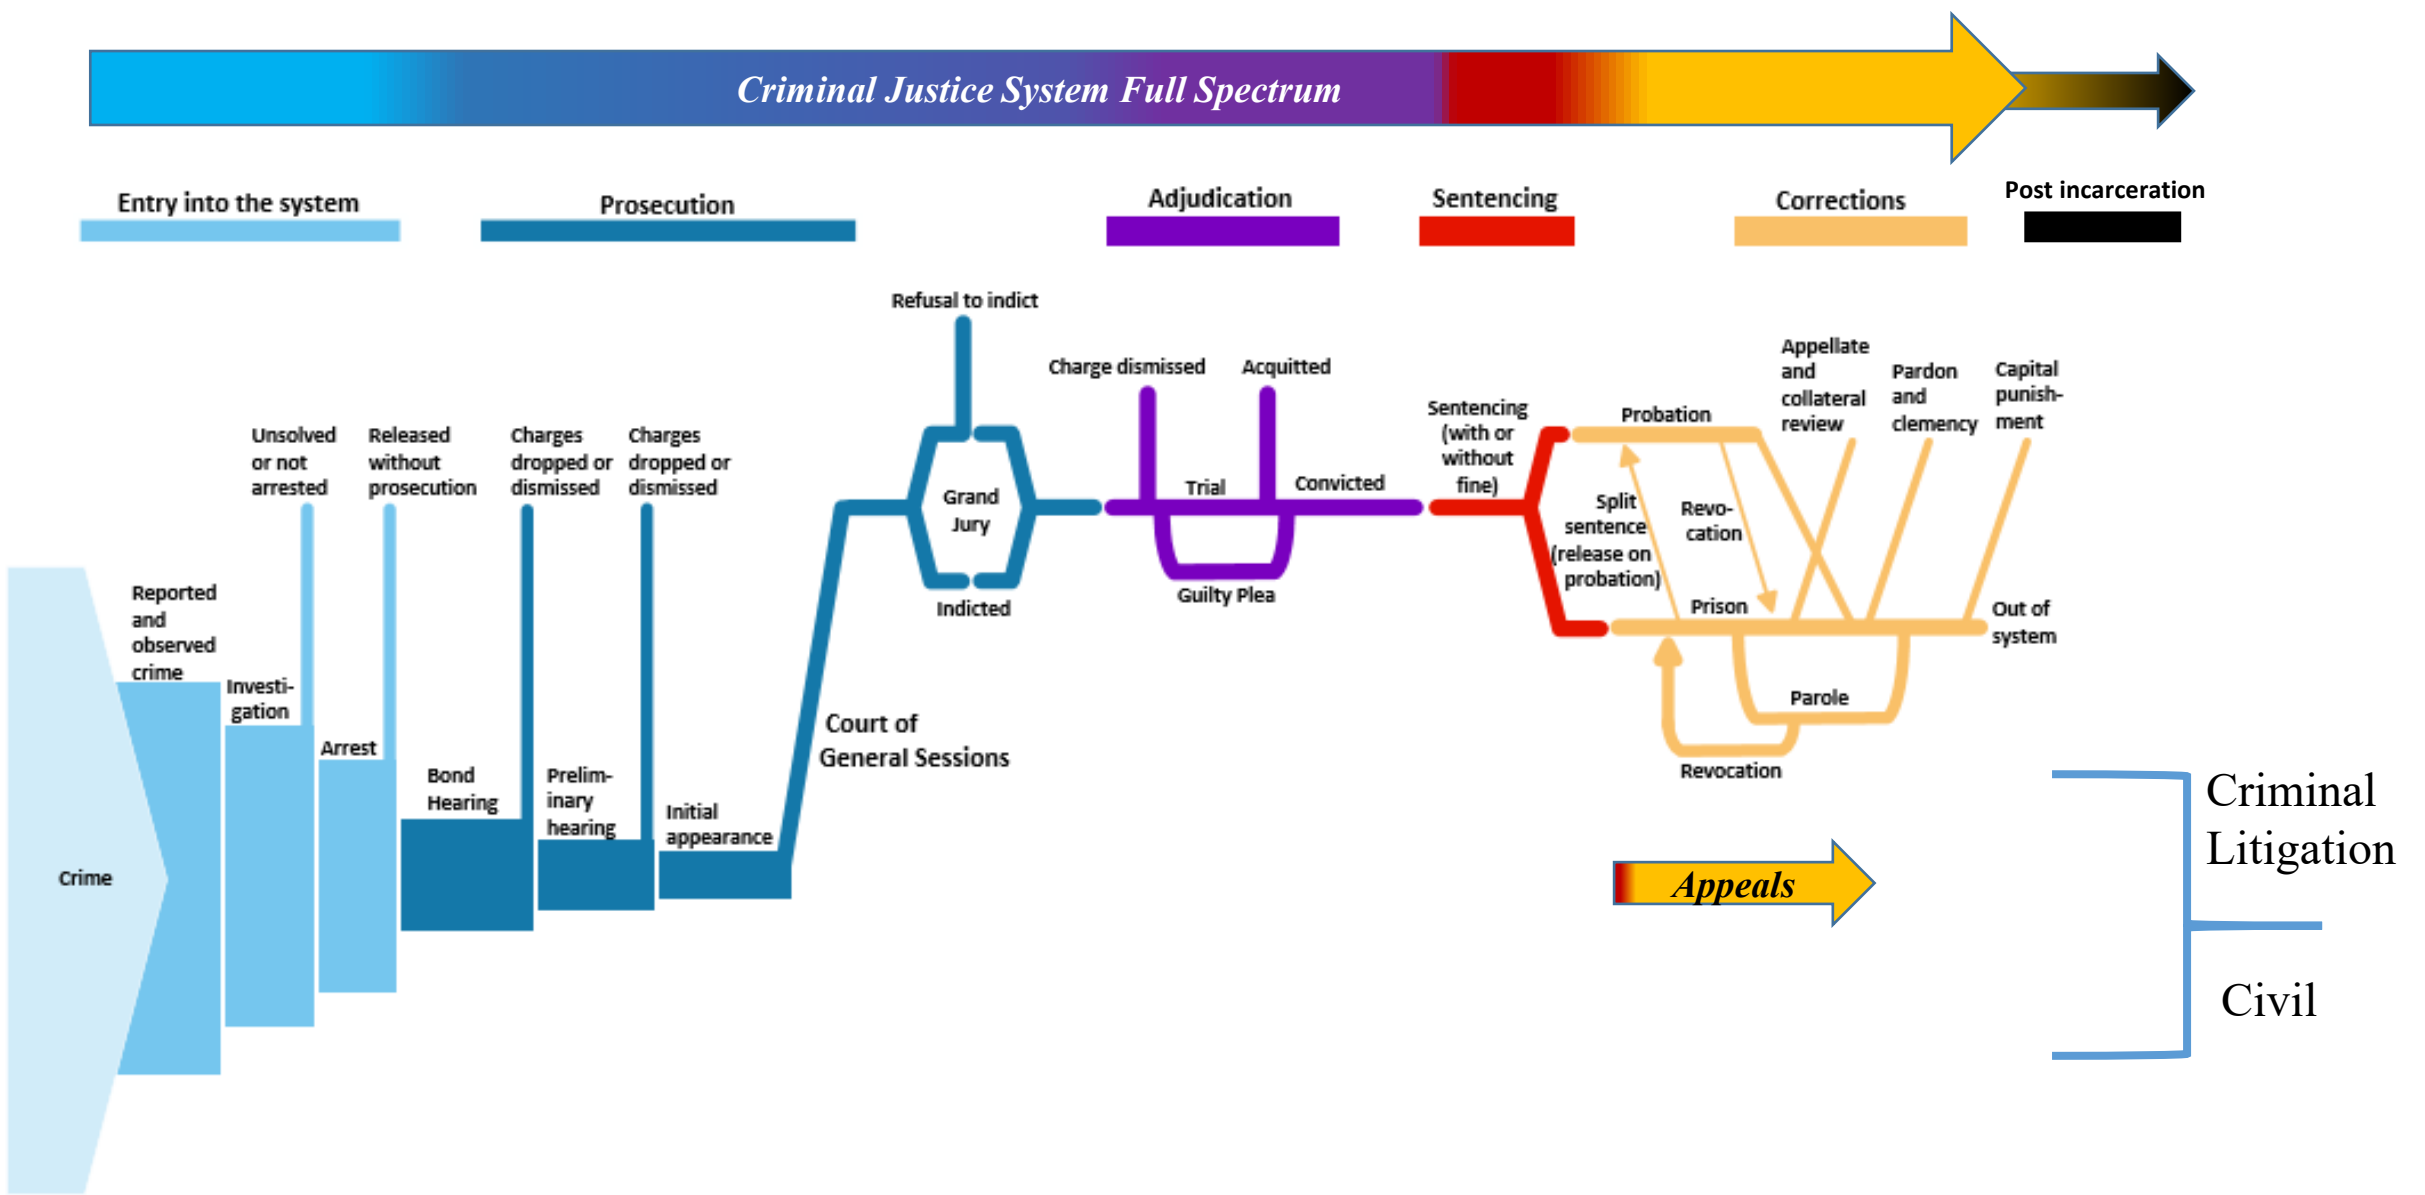 Criminal Justice System Full Spectrum
Entry into the system
Prosecution
Adjudication
Sentencing
Corrections
Post incarceration
Crime
Reported
and
observed
crime
Investi-
gation
Unsolved
or not
arrested
Arrest
Released
without
prosecution
Bond
Hearing
Charges
dropped or
dismissed
Prelim-
inary
hearing
Charges
dropped or
dismissed
Initial
appearance
Court of
General Sessions
Refusal to indict
Grand
Jury
Indicted
Charge dismissed
Acquitted
Trial
Convicted
Guilty Plea
Sentencing
(with or
without
fine)
Probation
Split
sentence
(release on
probation)
Revo-
cation
Prison
Appellate
and
collateral
review
Pardon
and
clemency
Capital
punish-
ment
Out of
system
Parole
Revocation
Appeals
Criminal
Litigation
Civil